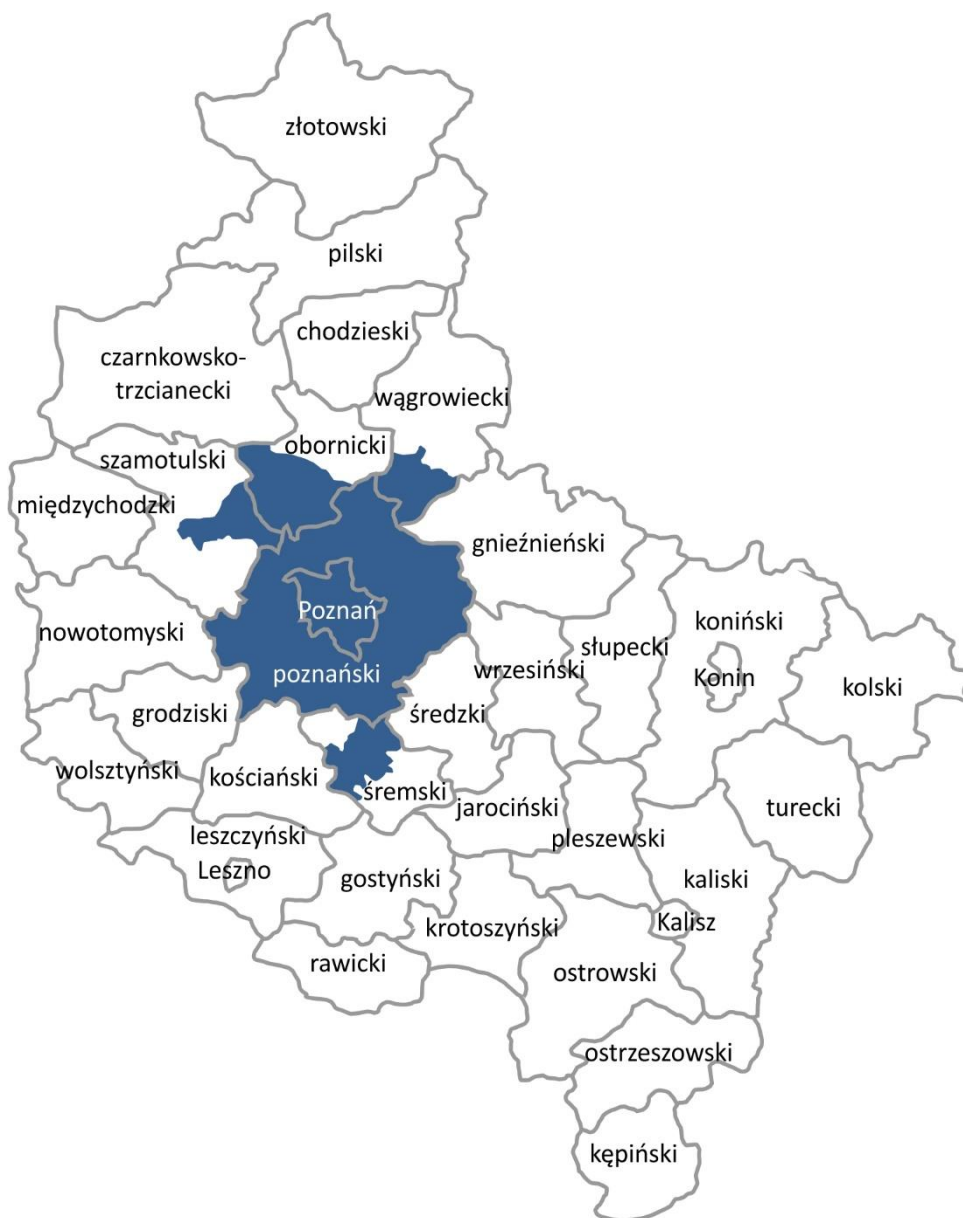 złotowski
pilski
chodzieski
czarnkowsko-
trzcianecki
wągrowiecki
obornicki
szamotulski
międzychodzki
gnieźnieński
Poznań
koniński
nowotomyski
słupecki
wrzesiński
poznański
Konin
kolski
grodziski
średzki
wolsztyński
kościański
śremski
jarociński
turecki
leszczyński
pleszewski
Leszno
gostyński
kaliski
krotoszyński
Kalisz
rawicki
ostrowski
ostrzeszowski
kępiński